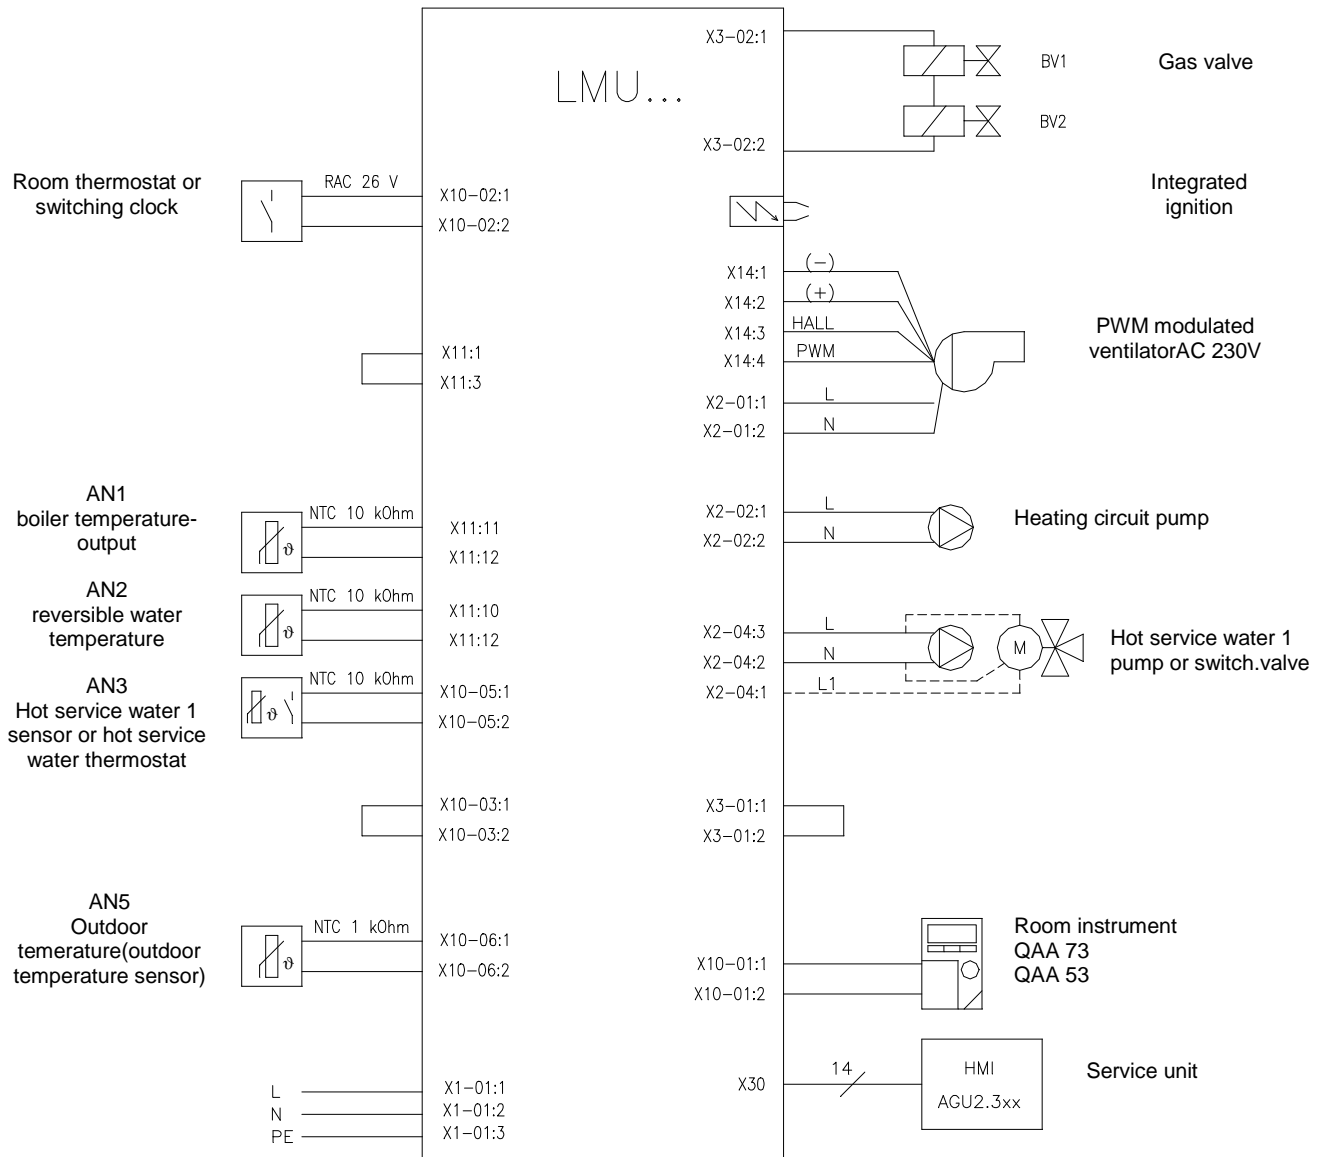 LMU...
Room thermostat or
switching clock
RAC 26 V
X10-02:1
X10-02:2
X11:1
X11:3
AN1
boiler temperature-
output
NTC 10 kOhm
ϑ
X11:11
X11:12
AN2
reversible water
temperature
NTC 10 kOhm
ϑ
X11:10
X11:12
AN3
Hot service water 1
sensor or hot service
water thermostat
NTC 10 kOhm
ϑ
X10-05:1
X10-05:2
X10-03:1
X10-03:2
AN5
Outdoor
temerature(outdoor
temperature sensor)
NTC 1 kOhm
ϑ
X10-06:1
X10-06:2
L
N
PE
X1-01:1
X1-01:2
X1-01:3
X3-02:1
X3-02:2
BV1
BV2
Gas valve
Integrated
ignition
X14:1
(-)
X14:2
(+)
X14:3
HALL
X14:4
PWM
X2-01:1
L
X2-01:2
N
PWM modulated
ventilatorAC 230V
X2-02:1
L
X2-02:2
N
Heating circuit pump
X2-04:3
L
X2-04:2
N
X2-04:1
L1
M
Hot service water 1
pump or switch.valve
X3-01:1
X3-01:2
X10-01:1
X10-01:2
Room instrument
QAA 73
QAA 53
X30
14
HMI
AGU2.3xx
Service unit